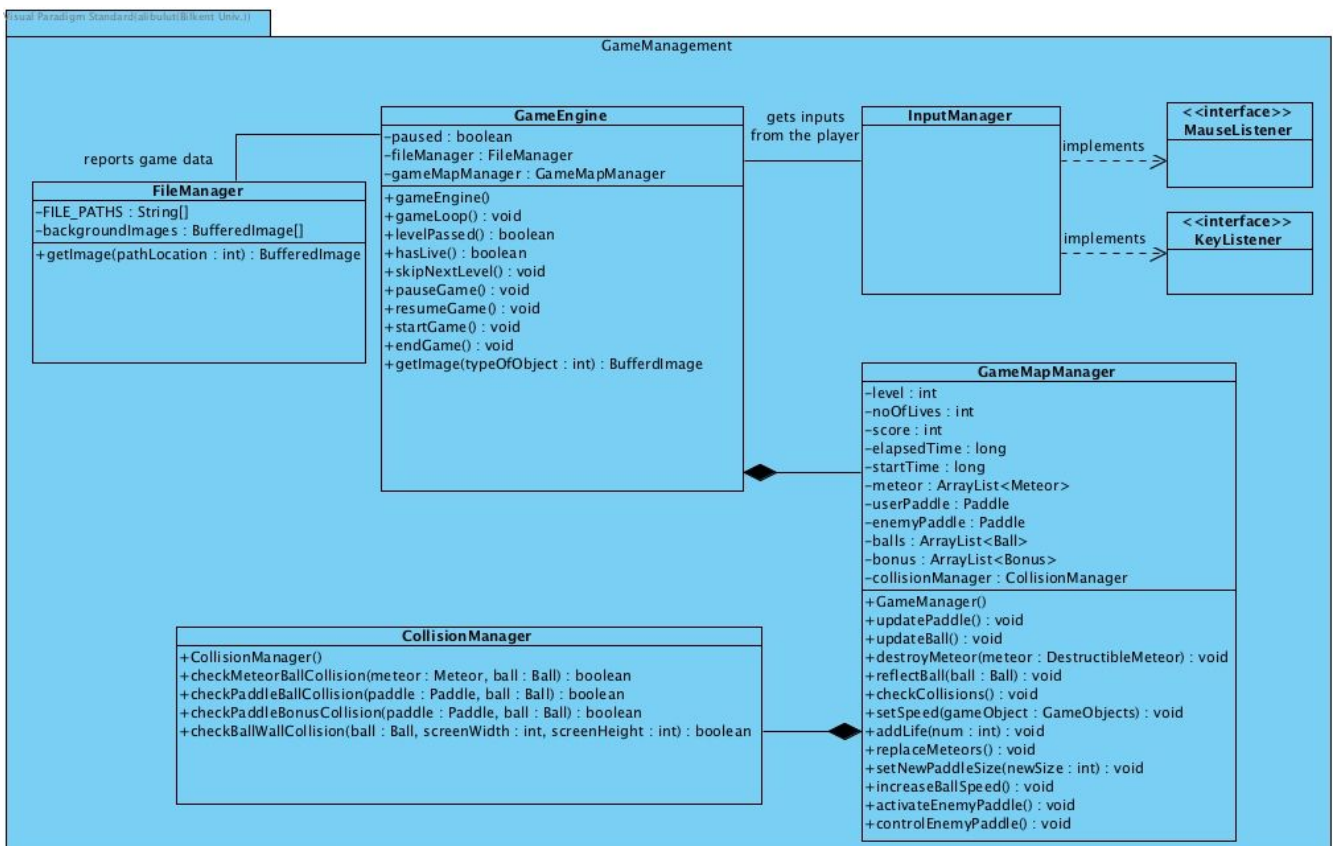 Visual Paradigm Standard(alibulut(Bilkent Univ.))
GameManagement
reports game data
FileManager
-FILE_PATHS : String[]
-backgroundImages : BufferedImage[]
+getImage(pathLocation : int) : BufferedImage
GameEngine
-paused : boolean
-fileManager : FileManager
-gameMapManager : GameMapManager
+gameEngine()
+gameLoop() : void
+levelPassed() : boolean
+hasLive() : boolean
+skipNextLevel() : void
+pauseGame() : void
+resumeGame() : void
+startGame() : void
+endGame() : void
+getImage(typeOfObject : int) : BufferdImage
gets inputs
from the player
InputManager
implements
<<interface>>
MauseListener
implements
<<interface>>
KeyListener
GameMapManager
-level : int
-noOfLives : int
-score : int
-elapsedTime : long
-startTime : long
-meteor : ArrayList<Meteor>
-userPaddle : Paddle
-enemyPaddle : Paddle
-balls : ArrayList<Ball>
-bonus : ArrayList<Bonus>
-collisionManager : CollisionManager
+GameManager()
+updatePaddle() : void
+updateBall() : void
+destroyMeteor(meteor : DestructibleMeteor) : void
+reflectBall(ball : Ball) : void
+checkCollisions() : void
+setSpeed(gameObject : GameObjects) : void
+addLife(num : int) : void
+replaceMeteors() : void
+setNewPaddleSize(newSize : int) : void
+increaseBallSpeed() : void
+activateEnemyPaddle() : void
+controlEnemyPaddle() : void
CollisionManager
+CollisionManager()
+checkMeteorBallCollision(meteor : Meteor, ball : Ball) : boolean
+checkPaddleBallCollision(paddle : Paddle, ball : Ball) : boolean
+checkPaddleBonusCollision(paddle : Paddle, ball : Ball) : boolean
+checkBallWallCollision(ball : Ball, screenWidth : int, screenHeight : int) : boolean